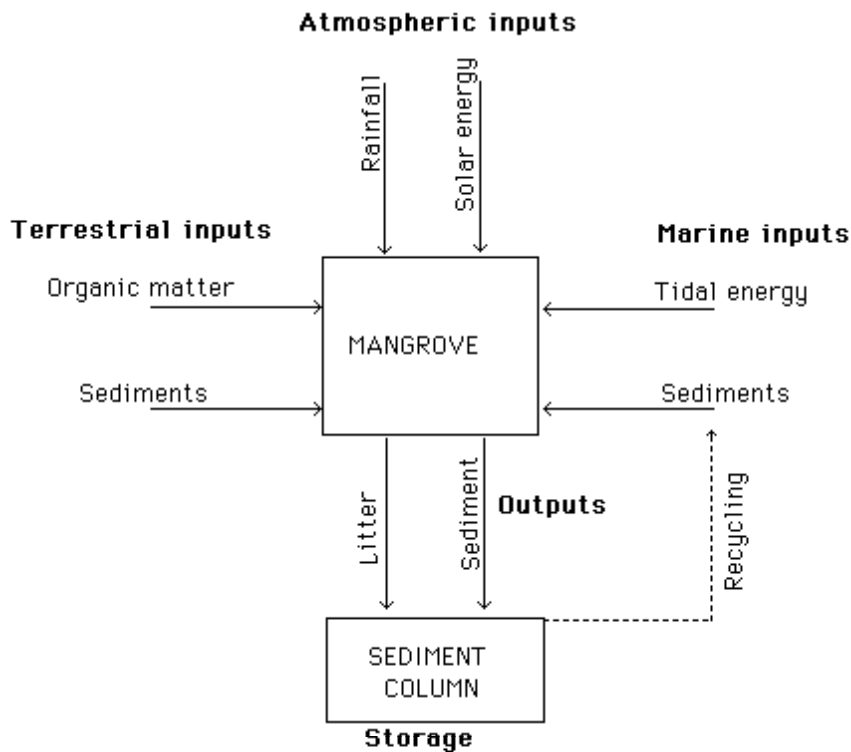 Atmospheric inputs
Rainfall
Solar energy
Terrestrial inputs
Marine inputs
Organic matter
Tidal energy
MANGROVE
Sediments
Sediments
Litter
Sediment
Outputs
Recycling
SEDIMENT
COLUMN
Storage